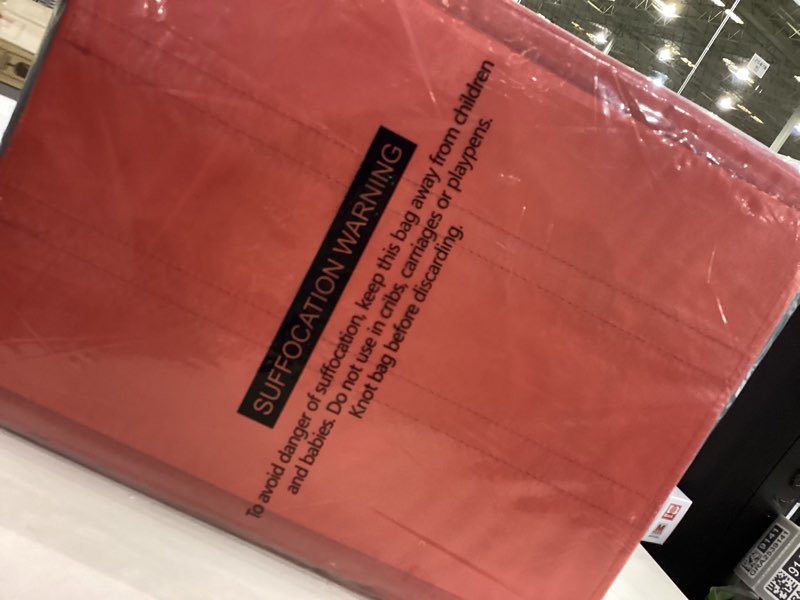 SUFFOCATION WARNING
To avoid danger of suffocation, keep this bag away from children
and babies. Do not use in cribs, carriages or playpens.
Knot bag before discarding.